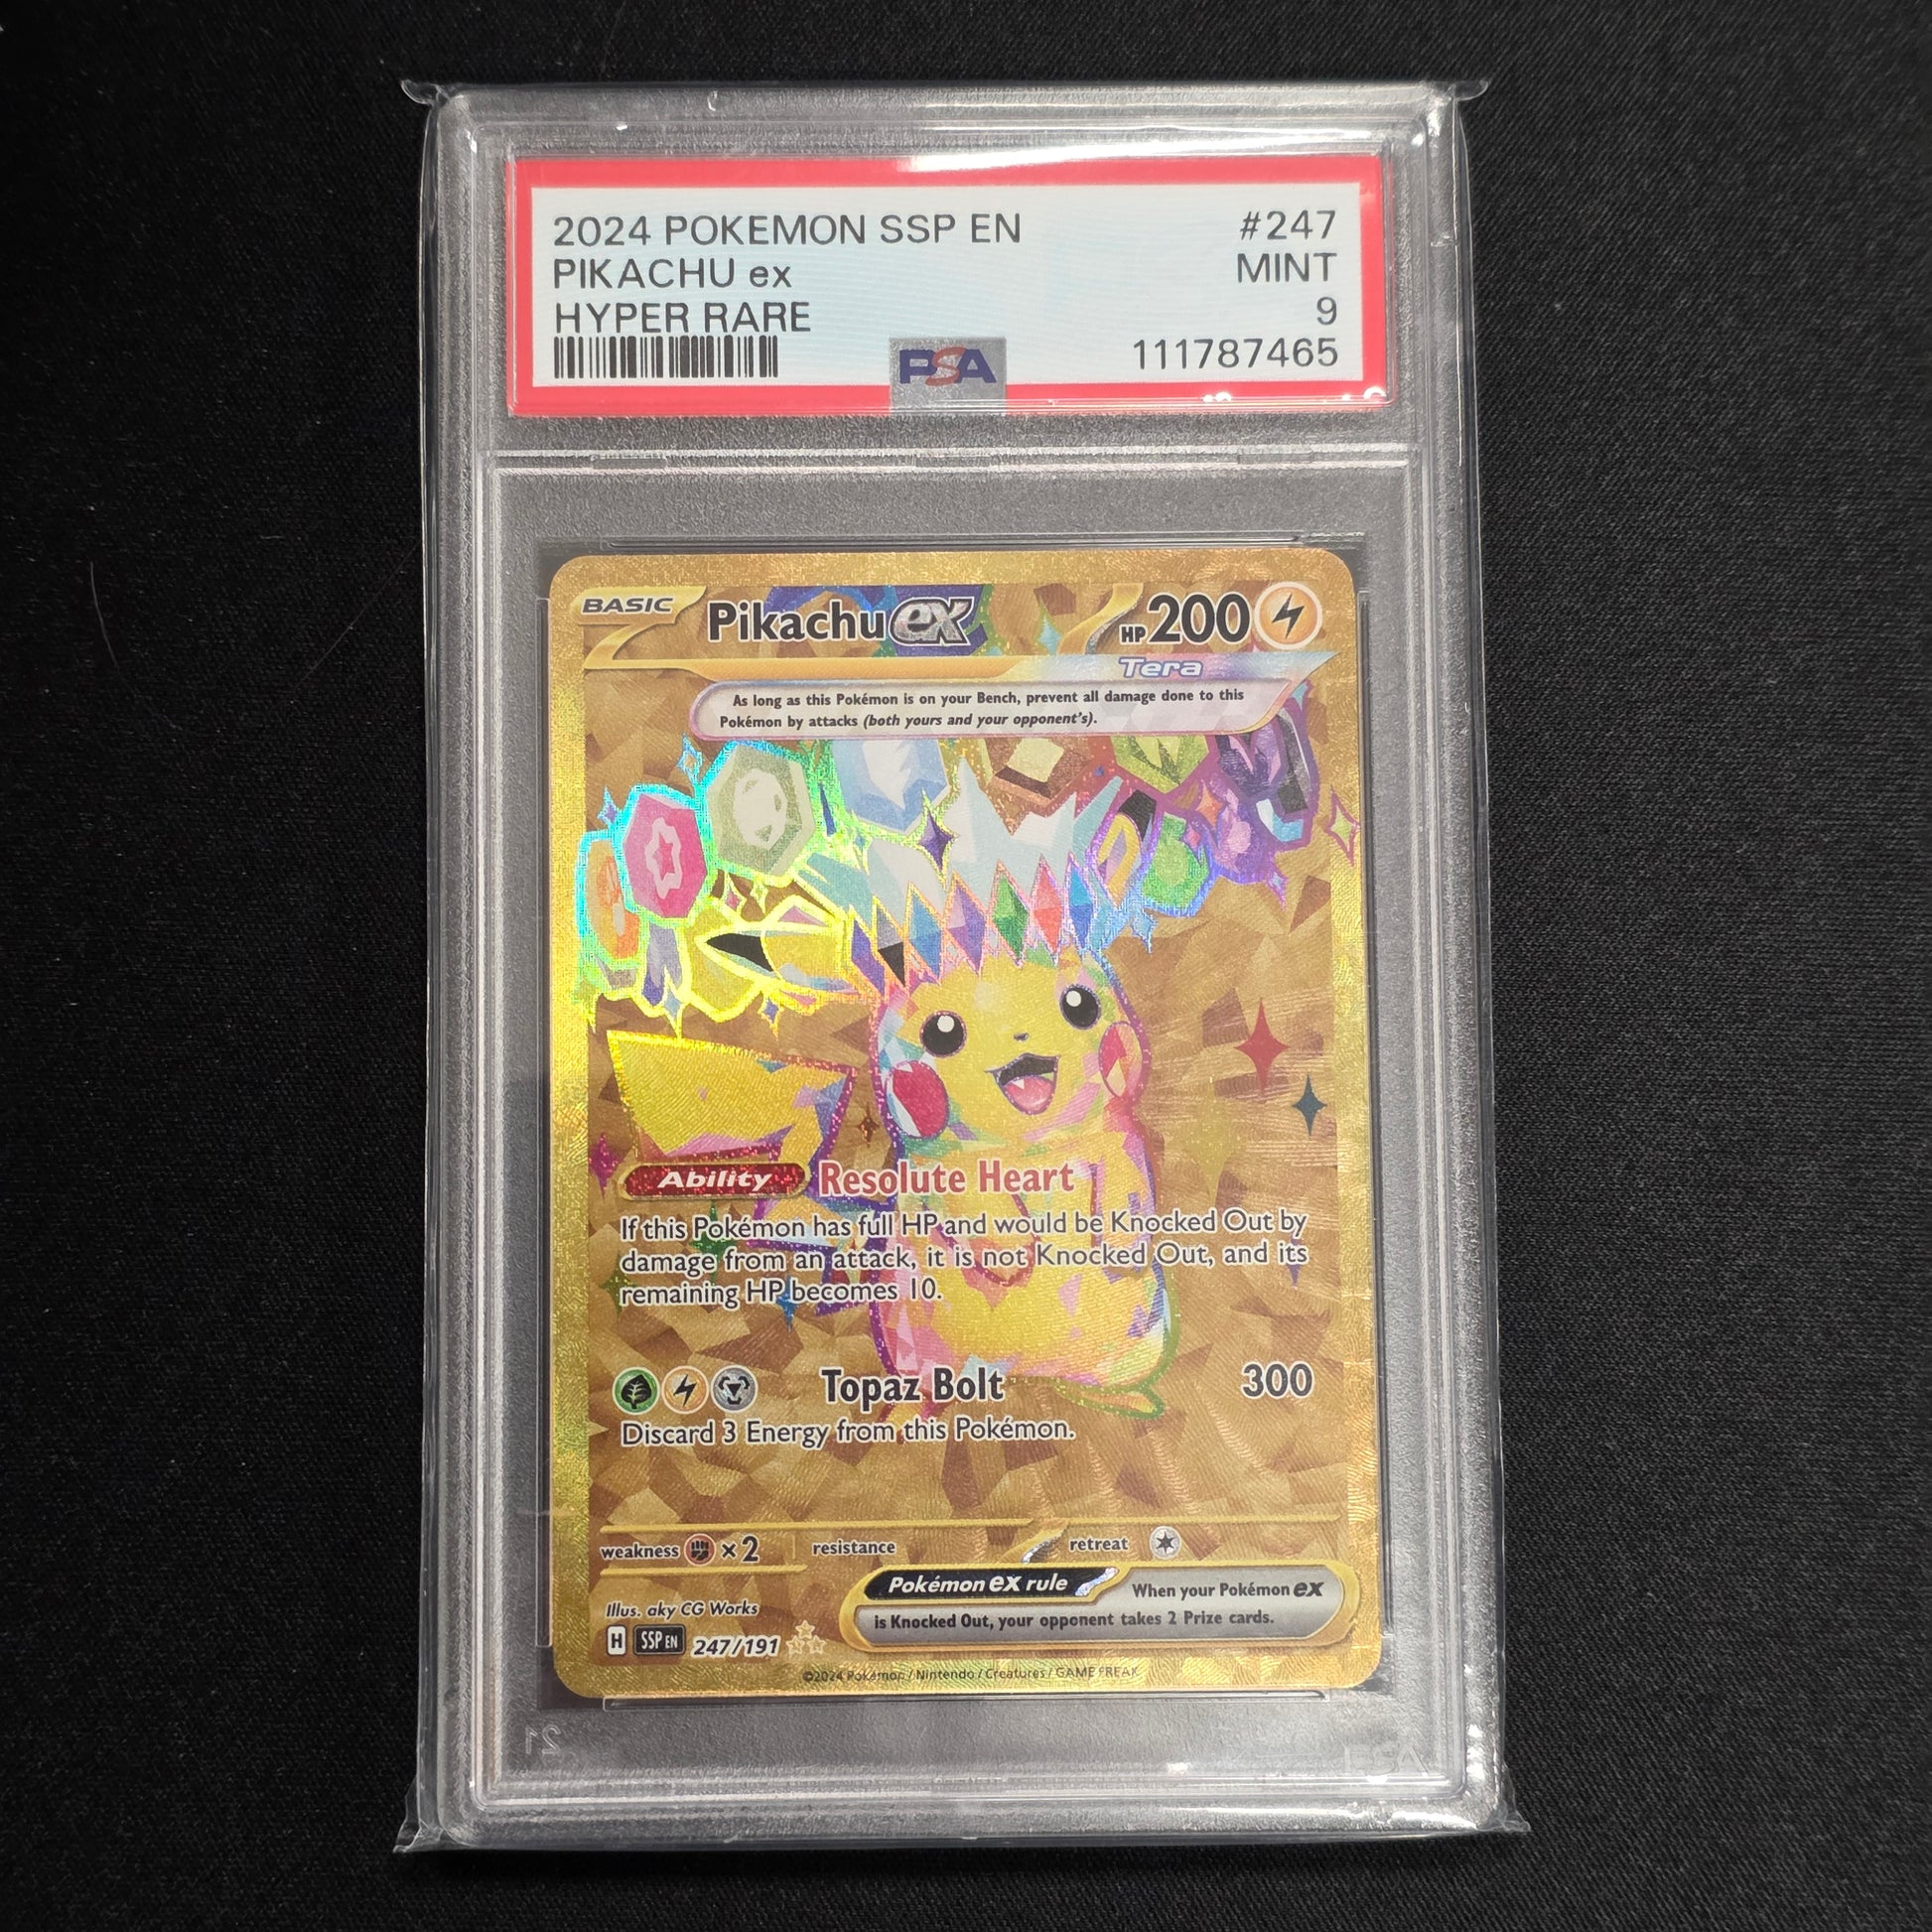 2024 POKEMON SSP EN #247
PIKACHU ex MINT
HYPER RARE 9
PSA 111787465
BASIC Pikachu ex HP 200
Tera
As long as this Pokémon is on your Bench, prevent all damage done to this
Pokémon by attacks (both yours and your opponent's).
Ability Resolute Heart
If this Pokémon has full HP and would be Knocked Out by
damage from an attack, it is not Knocked Out, and its
remaining HP becomes 10.
Topaz Bolt 300
Discard 3 Energy from this Pokémon.
weakness ×2 resistance retreat
Pokémon ex rule When your Pokémon ex
is Knocked Out, your opponent takes 2 Prize cards.
Illus. aky CG Works
H SSP EN 247/191
©2024 Pokémon / Nintendo / Creatures / GAME FREAK